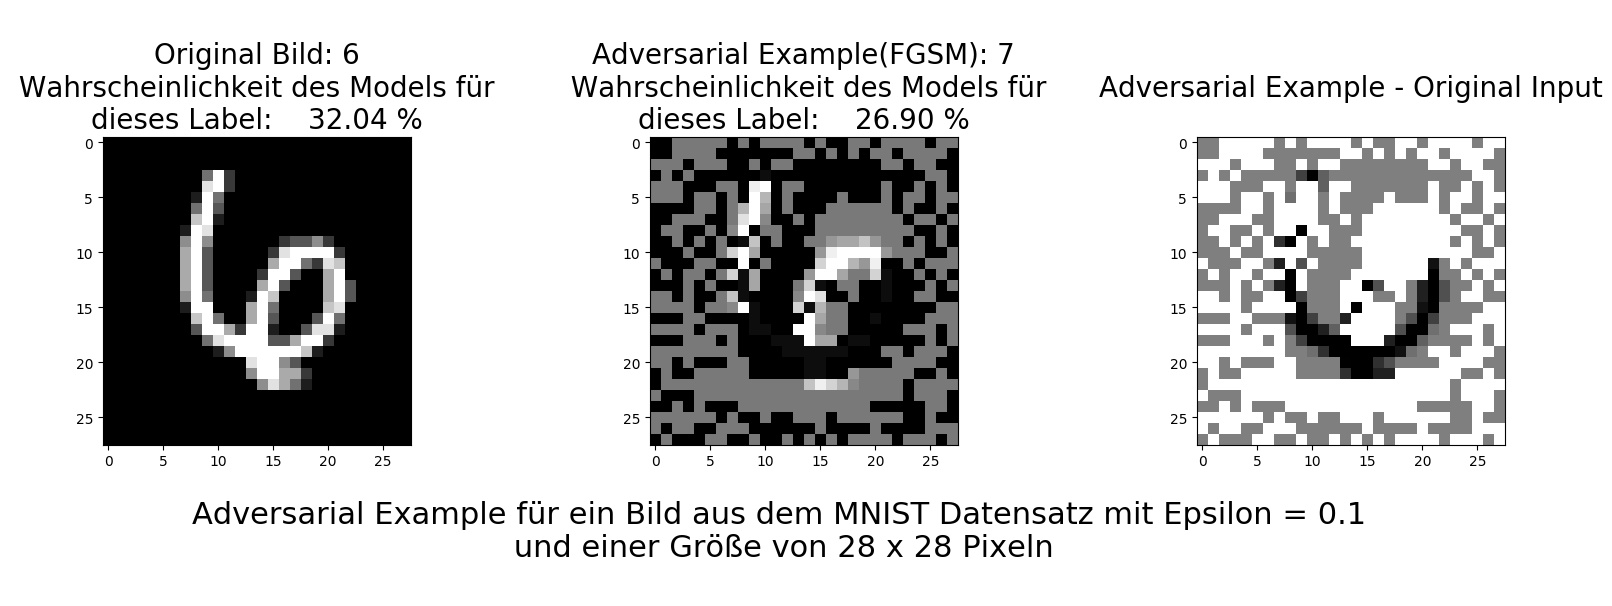 Original Bild: 6
Wahrscheinlichkeit des Models für
dieses Label: 32.04 %
Adversarial Example(FGSM): 7
Wahrscheinlichkeit des Models für
dieses Label: 26.90 %
Adversarial Example - Original Input
0
5
10
15
20
25
0 5 10 15 20 25
0
5
10
15
20
25
0 5 10 15 20 25
0
5
10
15
20
25
0 5 10 15 20 25
Adversarial Example für ein Bild aus dem MNIST Datensatz mit Epsilon = 0.1
und einer Größe von 28 x 28 Pixeln